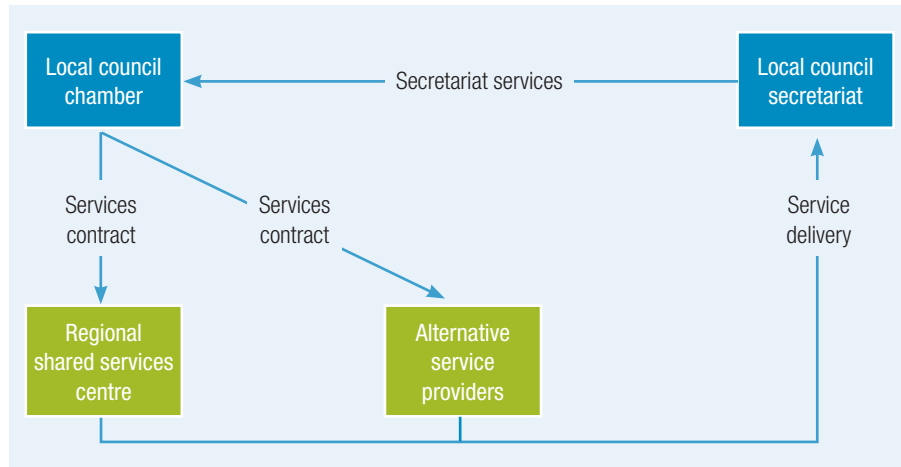 Local council
chamber
Secretariat services
Local council
secretariat
Services
contract
Services
contract
Service
delivery
Regional
shared services
centre
Alternative
service
providers